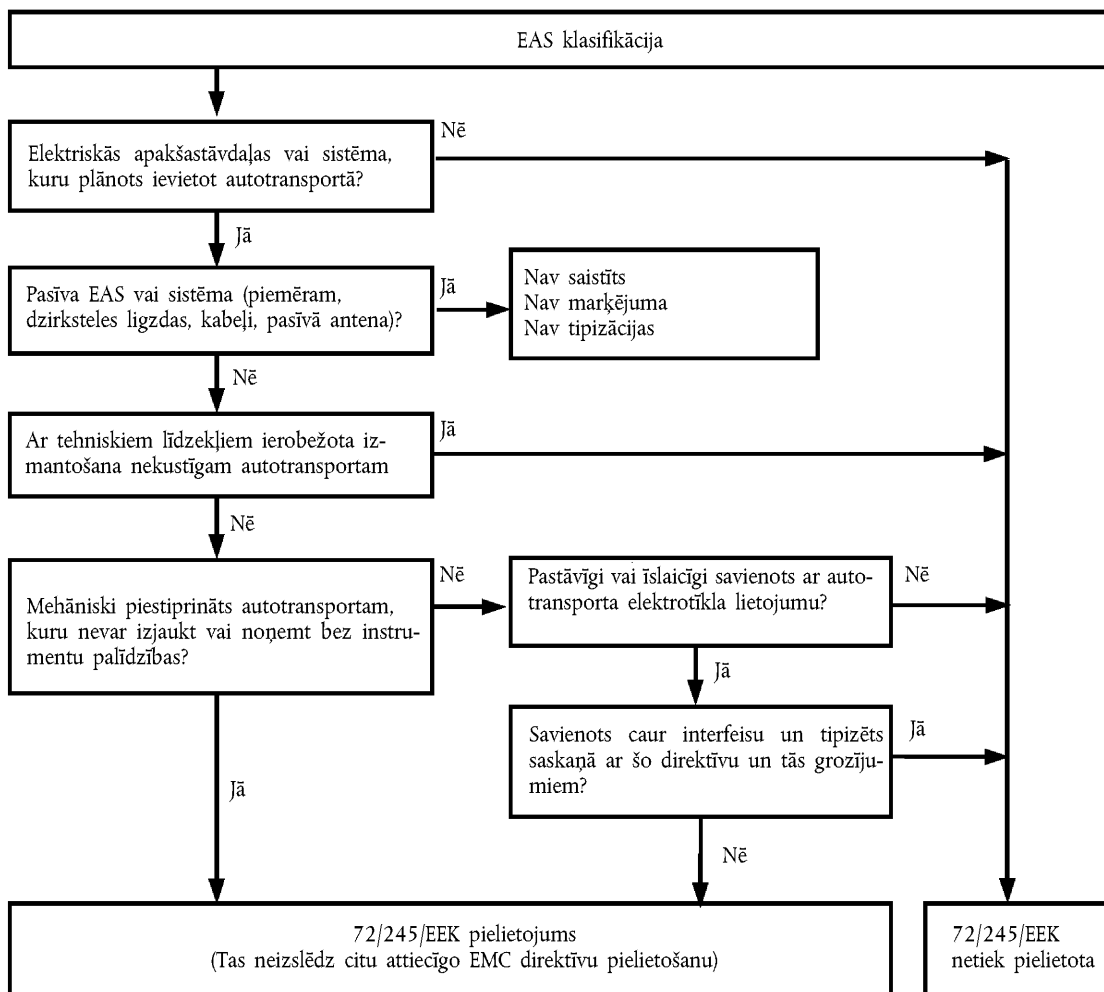 EAS klasifikācija
Nē
Elektriskās apakšastāvdaļas vai sistēma,
kuru plānots ievietot autotransportā?
Jā
Pasīva EAS vai sistēma (piemēram,
dzirksteles ligzdas, kabeļi, pasīvā antena)?
Jā
Nav saistīts
Nav marķējuma
Nav tipizācijas
Nē
Ar tehniskiem līdzekļiem ierobežota iz-
mantošana nekustīgam autotransportam
Jā
Nē
Mehāniski piestiprināts autotransportam,
kuru nevar izjaukt vai noņemt bez instru-
mentu palīdzības?
Nē
Pastāvīgi vai īslaicīgi savienots ar auto-
transporta elektrotīkla lietojumu?
Nē
Jā
Savienots caur interfeisu un tipizēts
saskaņā ar šo direktīvu un tās grozīju-
miem?
Jā
Jā
Nē
72/245/EEK pielietojums
(Tas neizslēdz citu attiecīgo EMC direktīvu pielietošanu)
72/245/EEK
netiek pielietota